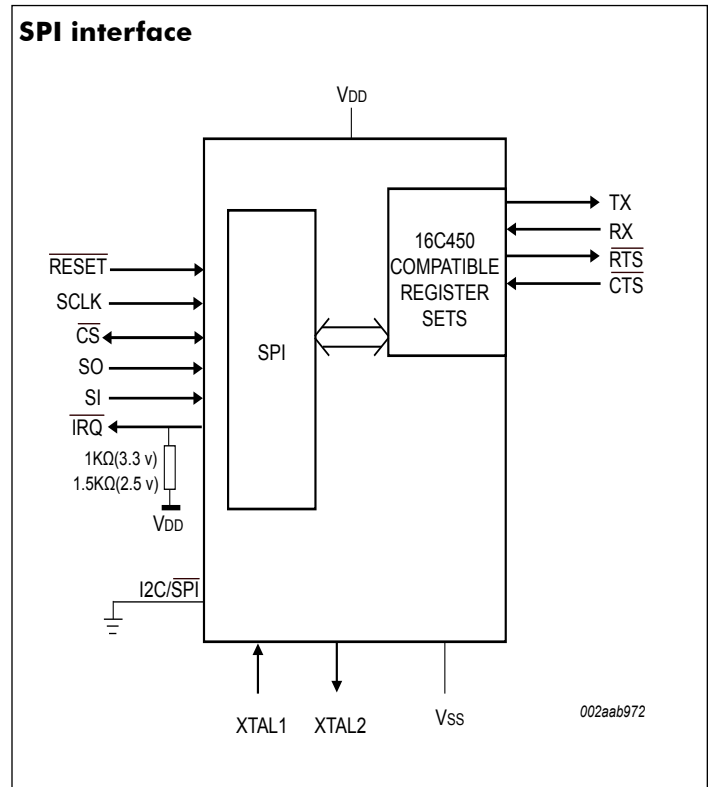 SPI interface
VDD
RESET
SCLK
CS
SO
SI
IRQ
1KΩ(3.3 v)
1.5KΩ(2.5 v)
VDD
I2C/SPI
SPI
16C450
COMPATIBLE
REGISTER
SETS
TX
RX
RTS
CTS
XTAL1
XTAL2
VSS
002aab972